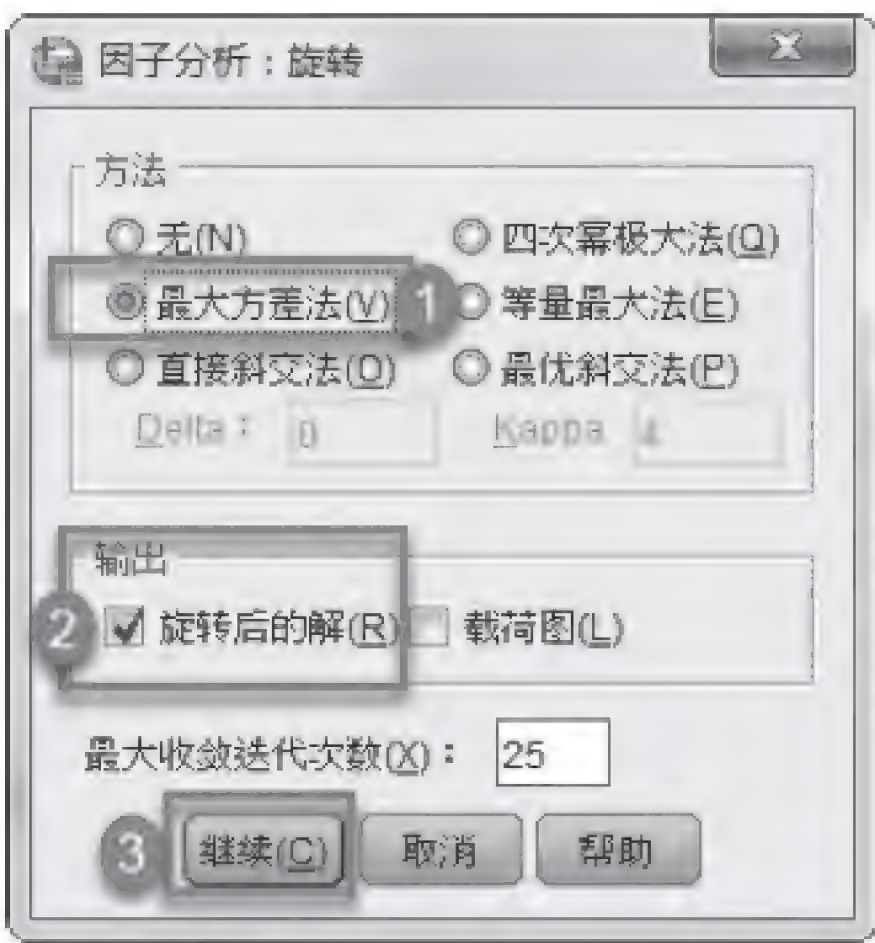 因子分析：旋转
方法
无(N) 四次幂极大法(Q)
最大方差法(V) 1 等量最大法(E)
直接斜交法(O) 最优斜交法(P)
Delta： 0 Kappa 4
输出
2 旋转后的解(R) 载荷图(L)
最大收敛迭代次数(X)： 25
3 继续(C) 取消 帮助